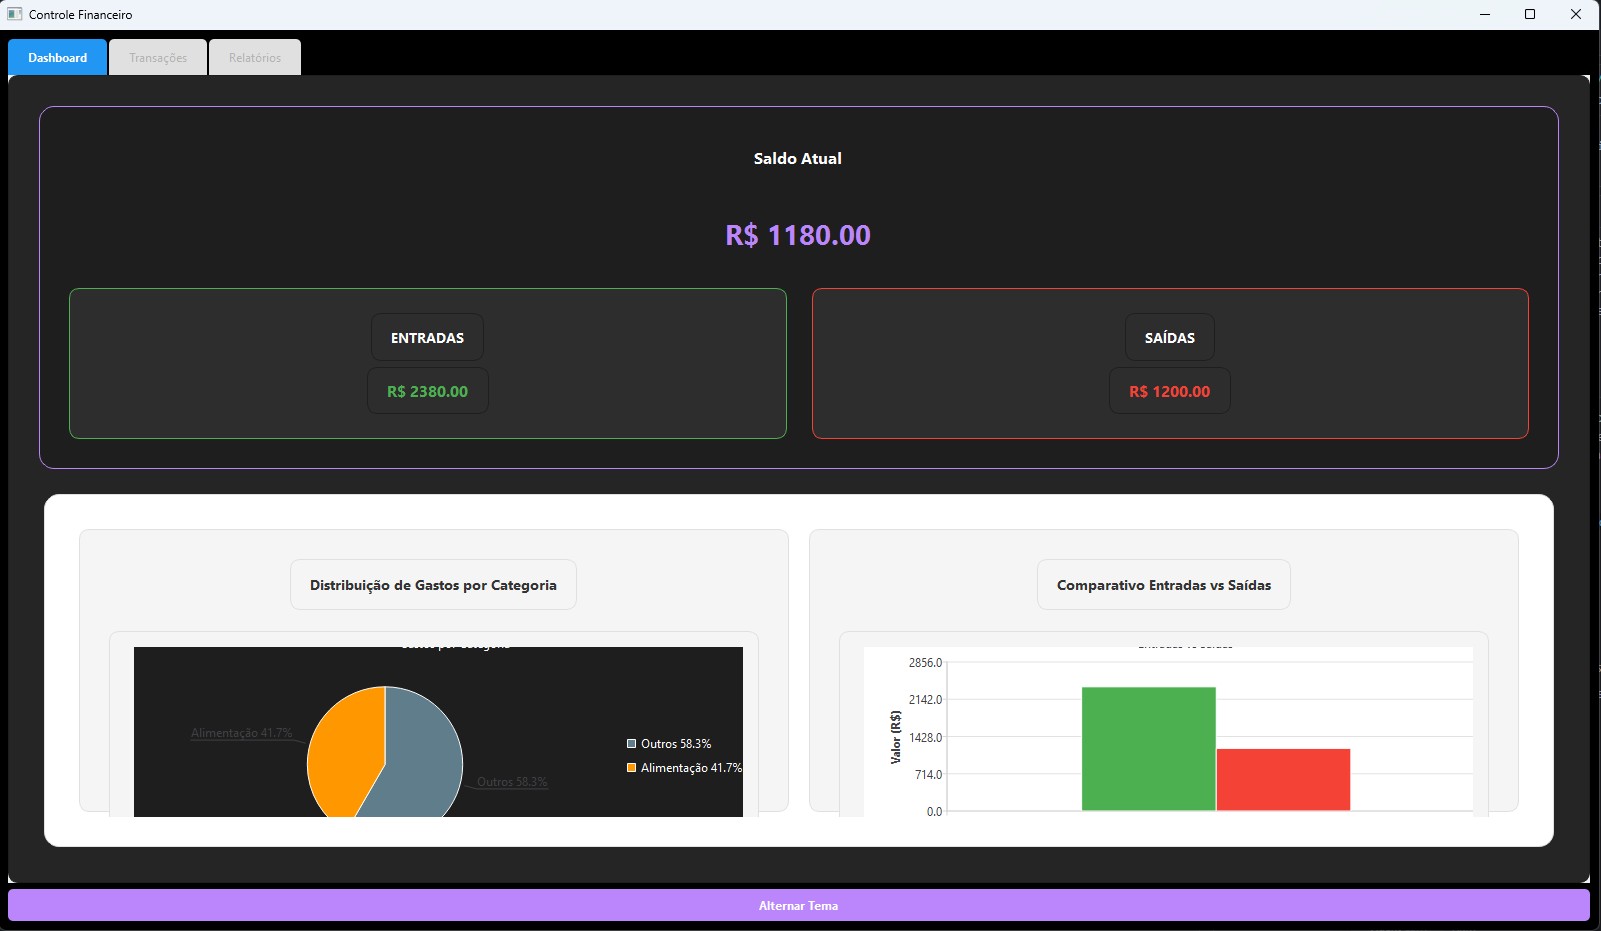 Controle Financeiro
Dashboard
Transações
Relatórios
Saldo Atual
R$ 1180.00
ENTRADAS
R$ 2380.00
SAÍDAS
R$ 1200.00
Distribuição de Gastos por Categoria
Alimentação 41.7%
Outros 58.3%
Outros 58.3%
Alimentação 41.7%
Comparativo Entradas vs Saídas
2856.0
2142.0
1428.0
714.0
0.0
Valor (R$)
Alternar Tema